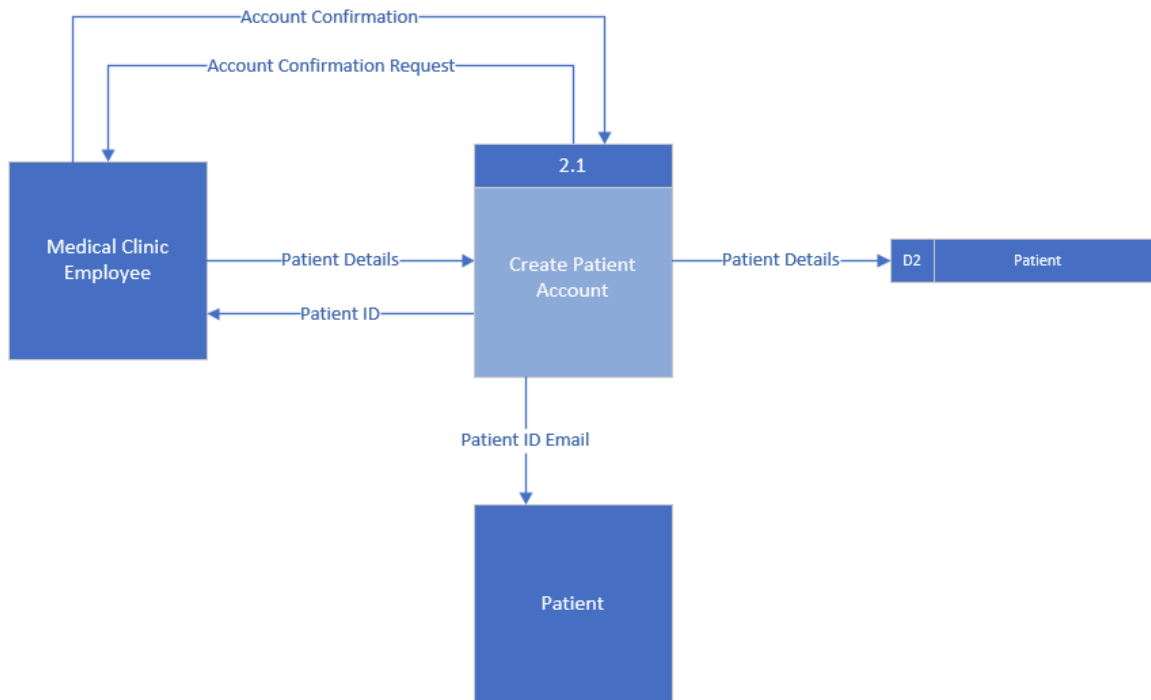 Account Confirmation
Account Confirmation Request
2.1
Medical Clinic
Employee
Patient Details
Create Patient
Account
Patient Details
D2
Patient
Patient ID
Patient ID Email
Patient